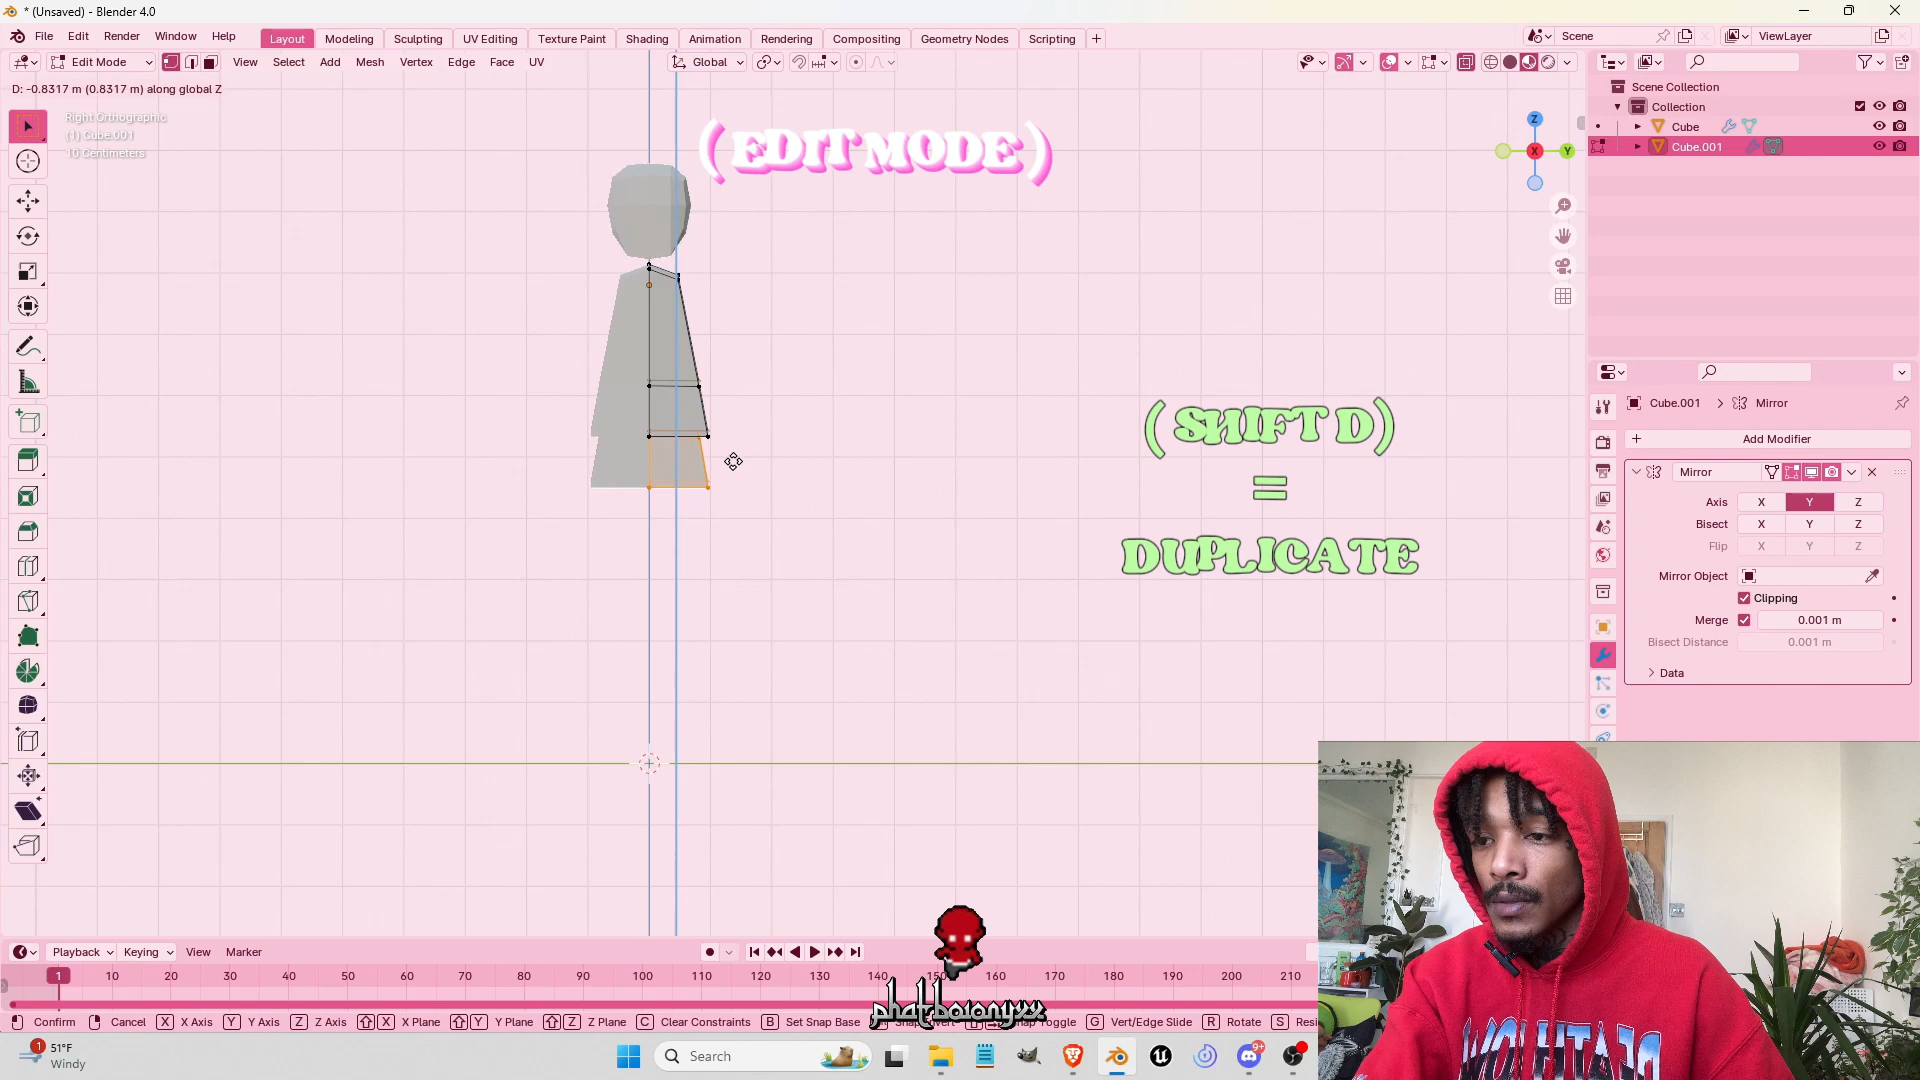 * (Unsaved) - Blender 4.0
File Edit Render Window Help
Layout Modeling Sculpting UV Editing Texture Paint Shading Animation Rendering Compositing Geometry Nodes Scripting +
Scene
ViewLayer
Edit Mode View Select Add Mesh Vertex Edge Face UV
Global
D: -0.8317 m (0.8317 m) along global Z
Right Orthographic
(1) Cube.001
10 Centimeters
( EDIT MODE )
Z
X
Y
( SHIFT D )
=
DUPLICATE
Scene Collection
Collection
Cube
Cube.001
Cube.001 > Mirror
+ Add Modifier
Mirror
Axis X Y Z
Bisect X Y Z
Flip X Y Z
Mirror Object
Clipping
Merge 0.001 m
Bisect Distance 0.001 m
Data
Playback Keying View Marker
1 10 20 30 40 50 60 70 80 90 100 110 120 130 140 150 160 170 180 190 200 210
phatboionyxx
Confirm Cancel X X Axis Y Y Axis Z Z Axis X X Plane Y Y Plane Z Z Plane C Clear Constraints B Set Snap Base Snap Toggle G Vert/Edge Slide R Rotate S
1
51°F
Windy
Search
9+